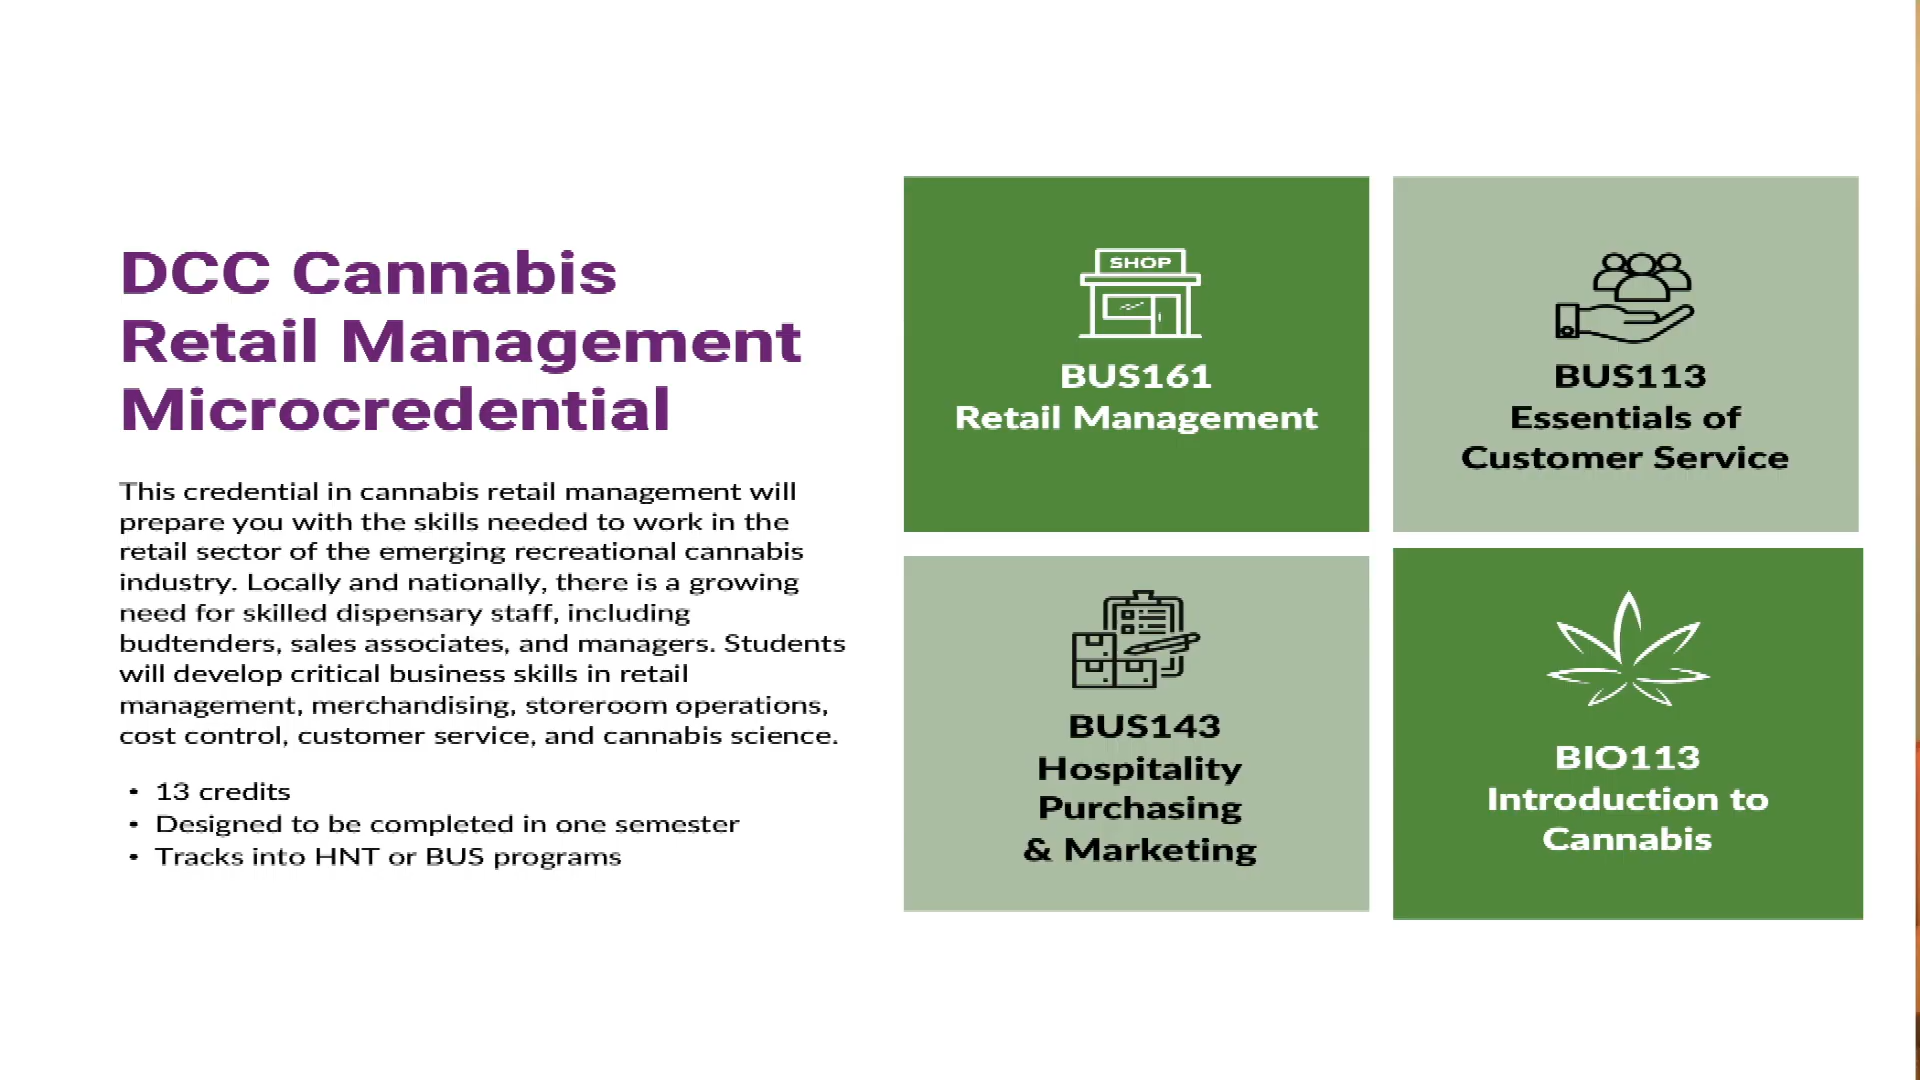 DCC Cannabis
Retail Management
Microcredential
This credential in cannabis retail management will
prepare you with the skills needed to work in the
retail sector of the emerging recreational cannabis
industry. Locally and nationally, there is a growing
need for skilled dispensary staff, including
budtenders, sales associates, and managers. Students
will develop critical business skills in retail
management, merchandising, storeroom operations,
cost control, customer service, and cannabis science.
• 13 credits
• Designed to be completed in one semester
• Tracks into HNT or BUS programs
SHOP
BUS161
Retail Management
BUS113
Essentials of
Customer Service
BUS143
Hospitality
Purchasing
& Marketing
BIO113
Introduction to
Cannabis